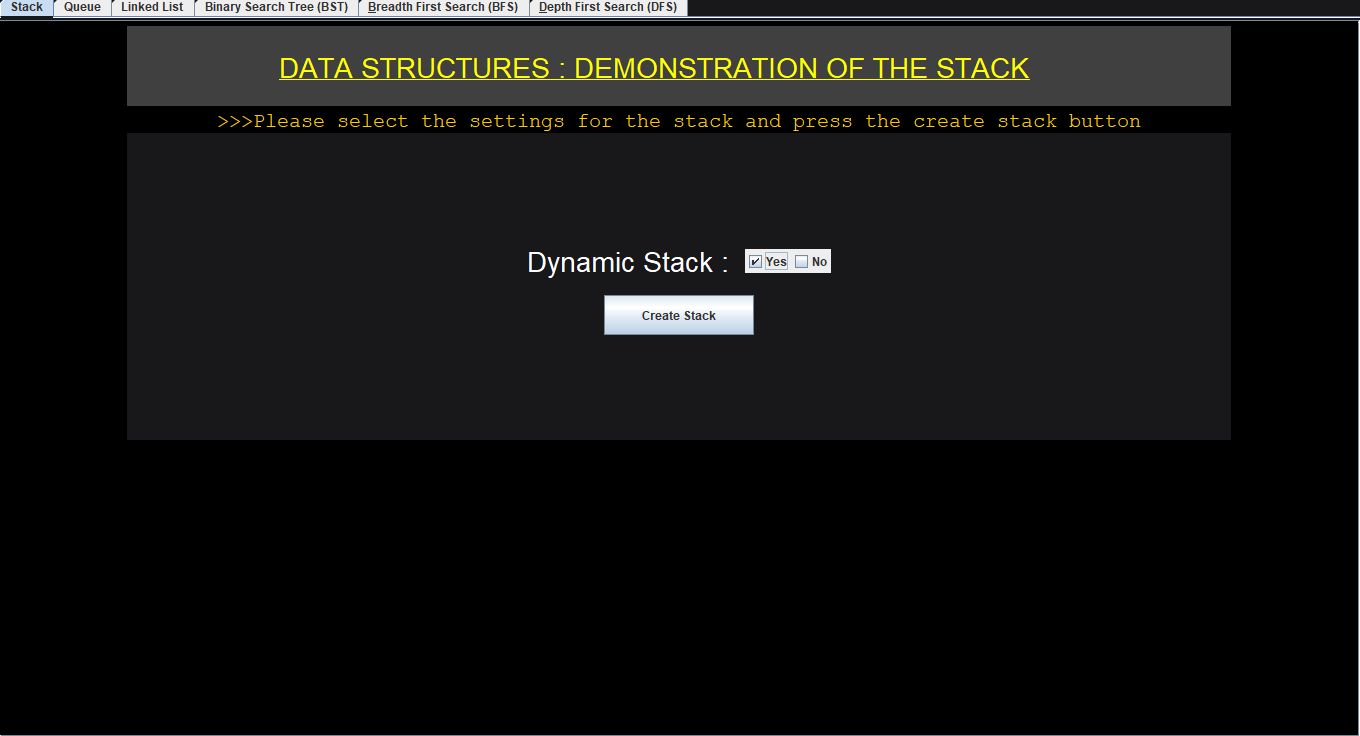 Stack Queue Linked List Binary Search Tree (BST) Breadth First Search (BFS) Depth First Search (DFS)
DATA STRUCTURES : DEMONSTRATION OF THE STACK
>>>Please select the settings for the stack and press the create stack button
Dynamic Stack : Yes No
Create Stack